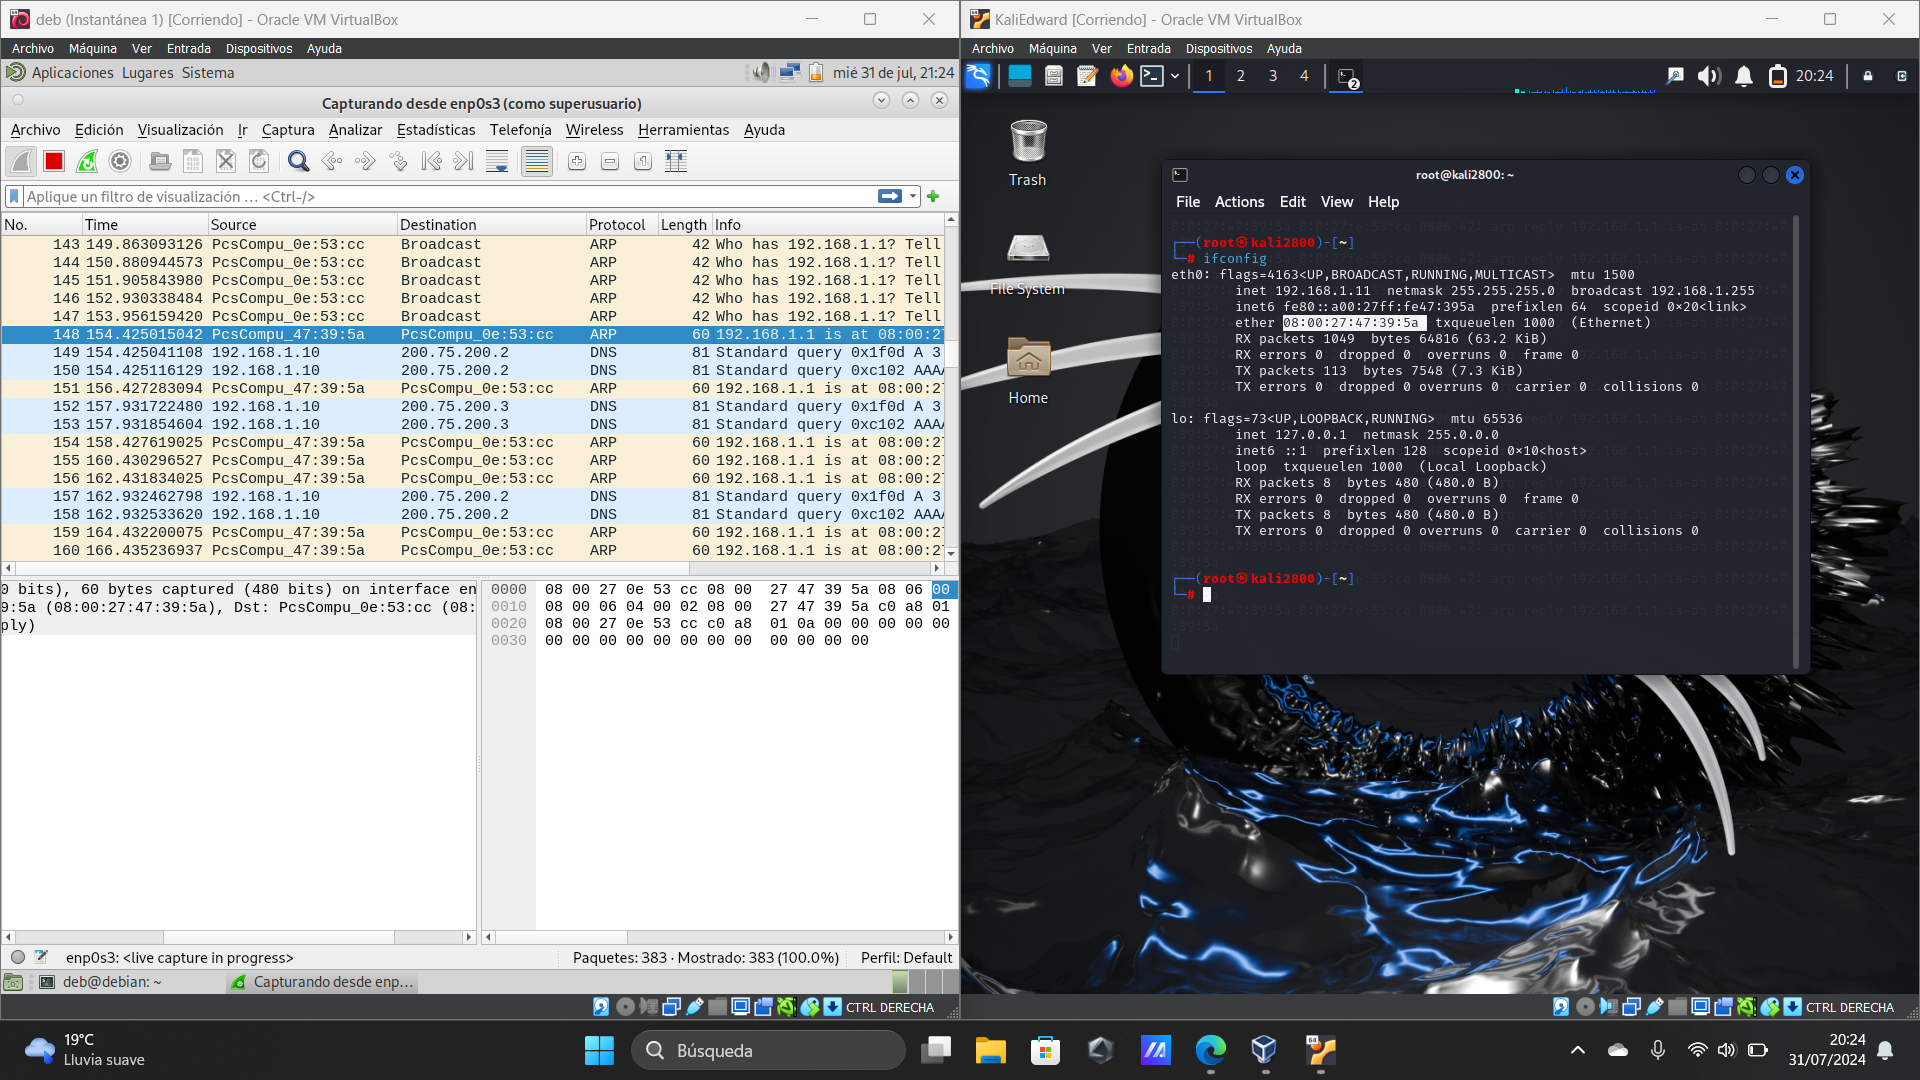 deb (Instantánea 1) [Corriendo] - Oracle VM VirtualBox
Archivo Máquina Ver Entrada Dispositivos Ayuda
Aplicaciones Lugares Sistema
mié 31 de jul, 21:24
Capturando desde enp0s3 (como superusuario)
Archivo Edición Visualización Ir Captura Analizar Estadísticas Telefonía Wireless Herramientas Ayuda
Aplique un filtro de visualización … <Ctrl-/>
No. Time Source Destination Protocol Length Info
143 149.863093126 PcsCompu_0e:53:cc Broadcast ARP 42 Who has 192.168.1.1? Tell
144 150.880944573 PcsCompu_0e:53:cc Broadcast ARP 42 Who has 192.168.1.1? Tell
145 151.905843980 PcsCompu_0e:53:cc Broadcast ARP 42 Who has 192.168.1.1? Tell
146 152.930338484 PcsCompu_0e:53:cc Broadcast ARP 42 Who has 192.168.1.1? Tell
147 153.956159420 PcsCompu_0e:53:cc Broadcast ARP 42 Who has 192.168.1.1? Tell
148 154.425015042 PcsCompu_47:39:5a PcsCompu_0e:53:cc ARP 60 192.168.1.1 is at 08:00:27
149 154.425041108 192.168.1.10 200.75.200.2 DNS 81 Standard query 0x1f0d A 3
150 154.425116129 192.168.1.10 200.75.200.2 DNS 81 Standard query 0xc102 AAAA
151 156.427283094 PcsCompu_47:39:5a PcsCompu_0e:53:cc ARP 60 192.168.1.1 is at 08:00:27
152 157.931722480 192.168.1.10 200.75.200.3 DNS 81 Standard query 0x1f0d A 3
153 157.931854604 192.168.1.10 200.75.200.3 DNS 81 Standard query 0xc102 AAAA
154 158.427619025 PcsCompu_47:39:5a PcsCompu_0e:53:cc ARP 60 192.168.1.1 is at 08:00:27
155 160.430296527 PcsCompu_47:39:5a PcsCompu_0e:53:cc ARP 60 192.168.1.1 is at 08:00:27
156 162.431834025 PcsCompu_47:39:5a PcsCompu_0e:53:cc ARP 60 192.168.1.1 is at 08:00:27
157 162.932462798 192.168.1.10 200.75.200.2 DNS 81 Standard query 0x1f0d A 3
158 162.932533620 192.168.1.10 200.75.200.2 DNS 81 Standard query 0xc102 AAAA
159 164.432200075 PcsCompu_47:39:5a PcsCompu_0e:53:cc ARP 60 192.168.1.1 is at 08:00:27
160 166.435236937 PcsCompu_47:39:5a PcsCompu_0e:53:cc ARP 60 192.168.1.1 is at 08:00:27
0 bits), 60 bytes captured (480 bits) on interface en
9:5a (08:00:27:47:39:5a), Dst: PcsCompu_0e:53:cc (08:
ply)
0000 08 00 27 0e 53 cc 08 00 27 47 39 5a 08 06 00
0010 08 00 06 04 00 02 08 00 27 47 39 5a c0 a8 01
0020 08 00 27 0e 53 cc c0 a8 01 0a 00 00 00 00 00
0030 00 00 00 00 00 00 00 00 00 00 00 00
enp0s3: <live capture in progress>
Paquetes: 383 · Mostrado: 383 (100.0%)
Perfil: Default
deb@debian: ~
Capturando desde enp...
CTRL DERECHA
KaliEdward [Corriendo] - Oracle VM VirtualBox
Archivo Máquina Ver Entrada Dispositivos Ayuda
1 2 3 4
2
20:24
Trash
File System
Home
root@kali2800: ~
File Actions Edit View Help
┌──(root㉿kali2800)-[~]
└─# ifconfig
eth0: flags=4163<UP,BROADCAST,RUNNING,MULTICAST> mtu 1500
inet 192.168.1.11 netmask 255.255.255.0 broadcast 192.168.1.255
inet6 fe80::a00:27ff:fe47:395a prefixlen 64 scopeid 0×20<link>
ether 08:00:27:47:39:5a txqueuelen 1000 (Ethernet)
RX packets 1049 bytes 64816 (63.2 KiB)
RX errors 0 dropped 0 overruns 0 frame 0
TX packets 113 bytes 7548 (7.3 KiB)
TX errors 0 dropped 0 overruns 0 carrier 0 collisions 0
lo: flags=73<UP,LOOPBACK,RUNNING> mtu 65536
inet 127.0.0.1 netmask 255.0.0.0
inet6 ::1 prefixlen 128 scopeid 0×10<host>
loop txqueuelen 1000 (Local Loopback)
RX packets 8 bytes 480 (480.0 B)
RX errors 0 dropped 0 overruns 0 frame 0
TX packets 8 bytes 480 (480.0 B)
TX errors 0 dropped 0 overruns 0 carrier 0 collisions 0
┌──(root㉿kali2800)-[~]
└─#
CTRL DERECHA
19°C
Lluvia suave
Búsqueda
20:24
31/07/2024